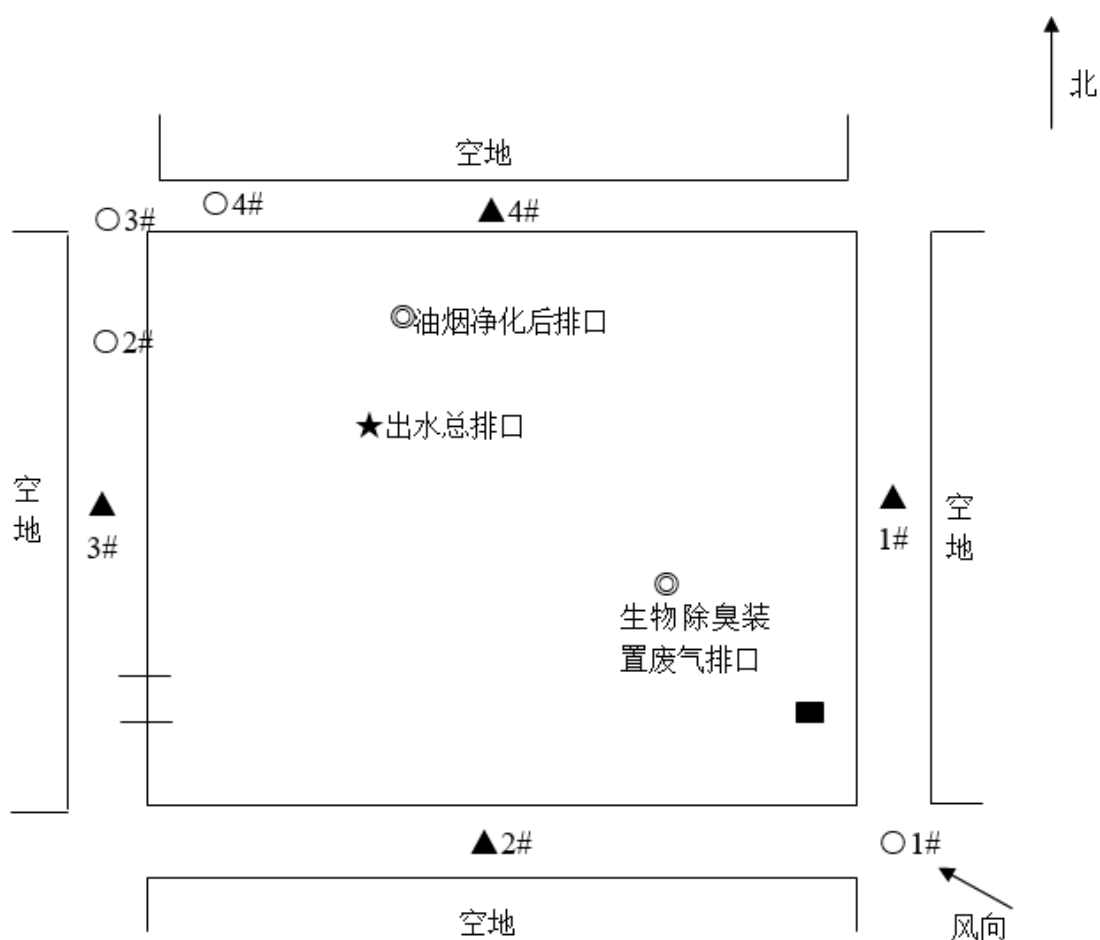 北
空地
○4#
○3#
▲4#
◎油烟净化后排口
○2#
★出水总排口
空
地
▲
3#
▲
1#
空
地
◎
生物除臭装
置废气排口
■
▲2#
○1#
空地
风向